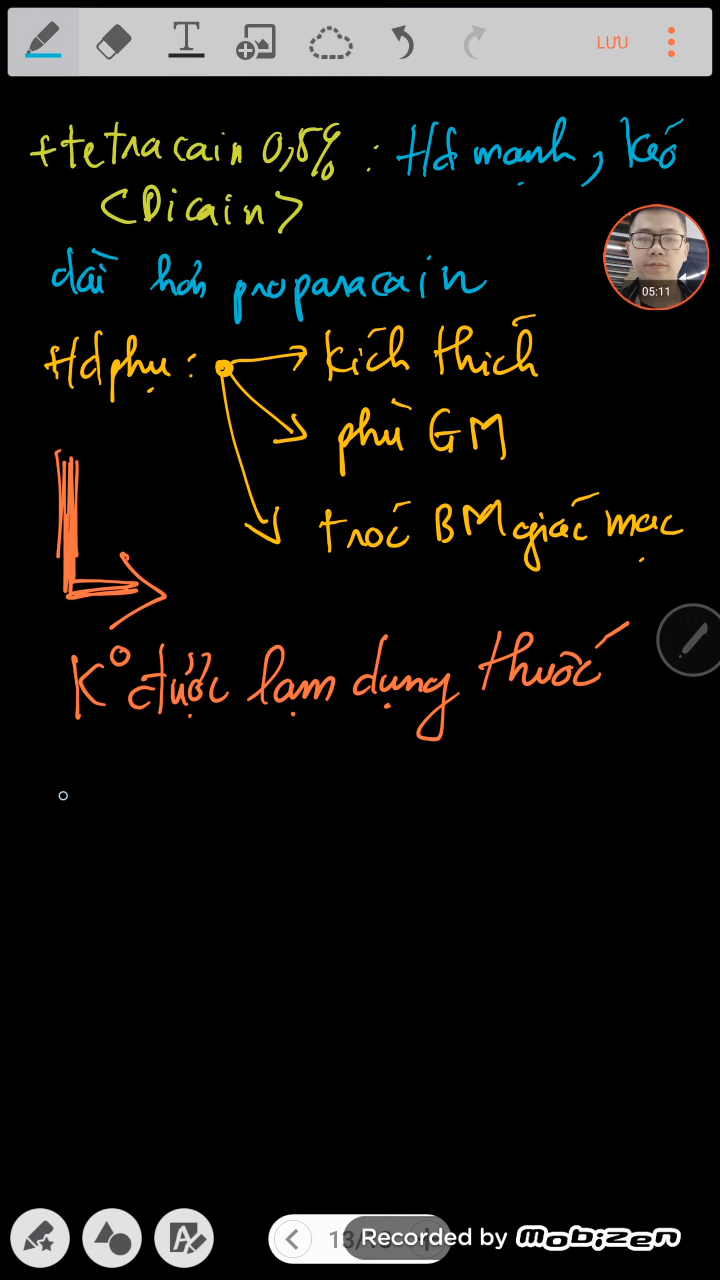 T
LƯU
+tetracain 0,5% : Hđ mạnh, kéo
<Dicain>
05:11
dài hơn proparacain
Hđ phụ :
kích thích
phù GM
tróc BM giác mạc
K° được lạm dụng thuốc
A
Recorded by mobizen